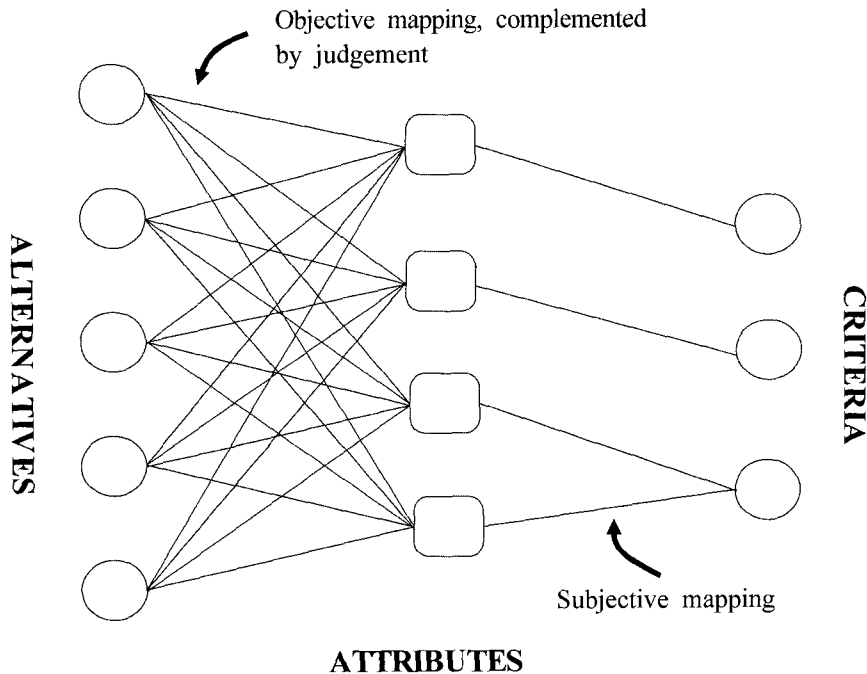 Objective mapping, complemented
by judgement
ALTERNATIVES
CRITERIA
Subjective mapping
ATTRIBUTES